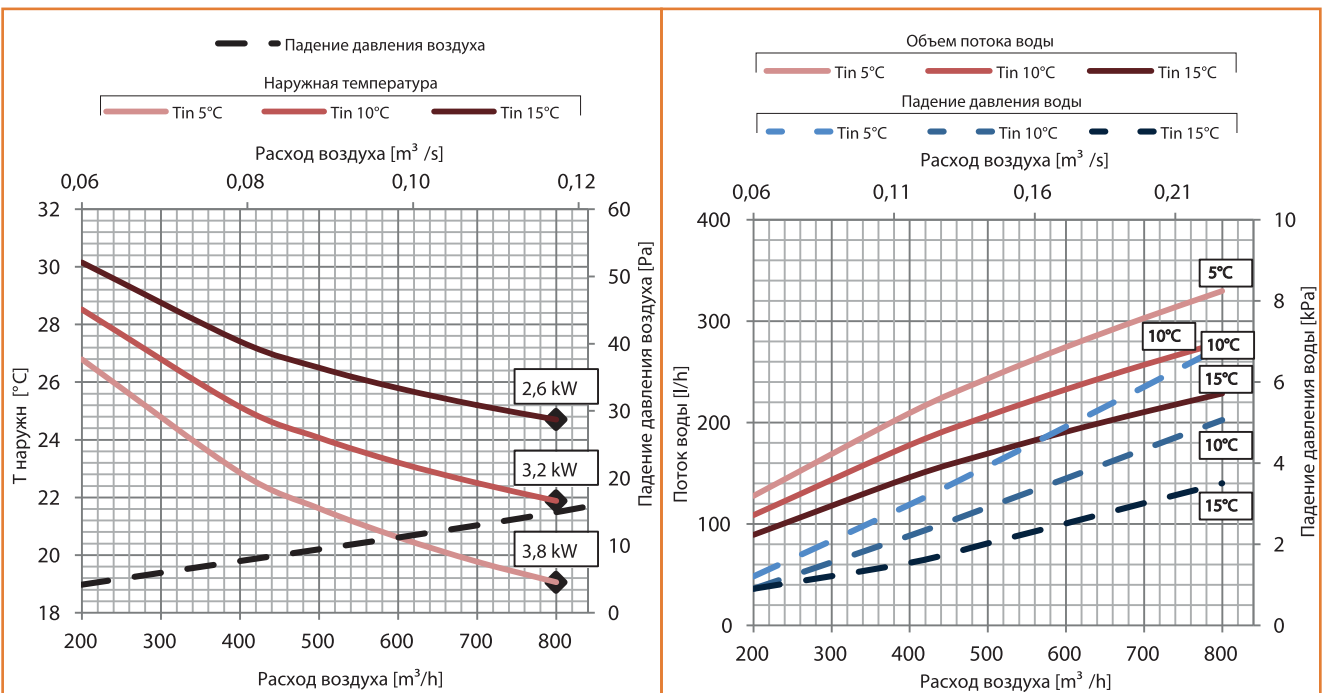 Падение давления воздуха
Наружная температура
Tin 5°C Tin 10°C Tin 15°C
Расход воздуха [m³ /s]
0,06 0,08 0,10 0,12
32 60
30 50
28
26 40
24 30
22 20
20 10
18 0
T наружн [°C]
Падение давления воздуха [Pa]
2,6 kW
3,2 kW
3,8 kW
200 300 400 500 600 700 800
Расход воздуха [m³/h]
Объем потока воды
Tin 5°C Tin 10°C Tin 15°C
Падение давления воды
Tin 5°C Tin 10°C Tin 15°C
Расход воздуха [m³ /s]
0,06 0,11 0,16 0,21
400 10
300 8
200 6
100 4
0 2
0
Поток воды [l/h]
Падение давления воды [kPa]
5°C
10°C 10°C
15°C
10°C
15°C
200 300 400 500 600 700 800
Расход воздуха [m³ /h]